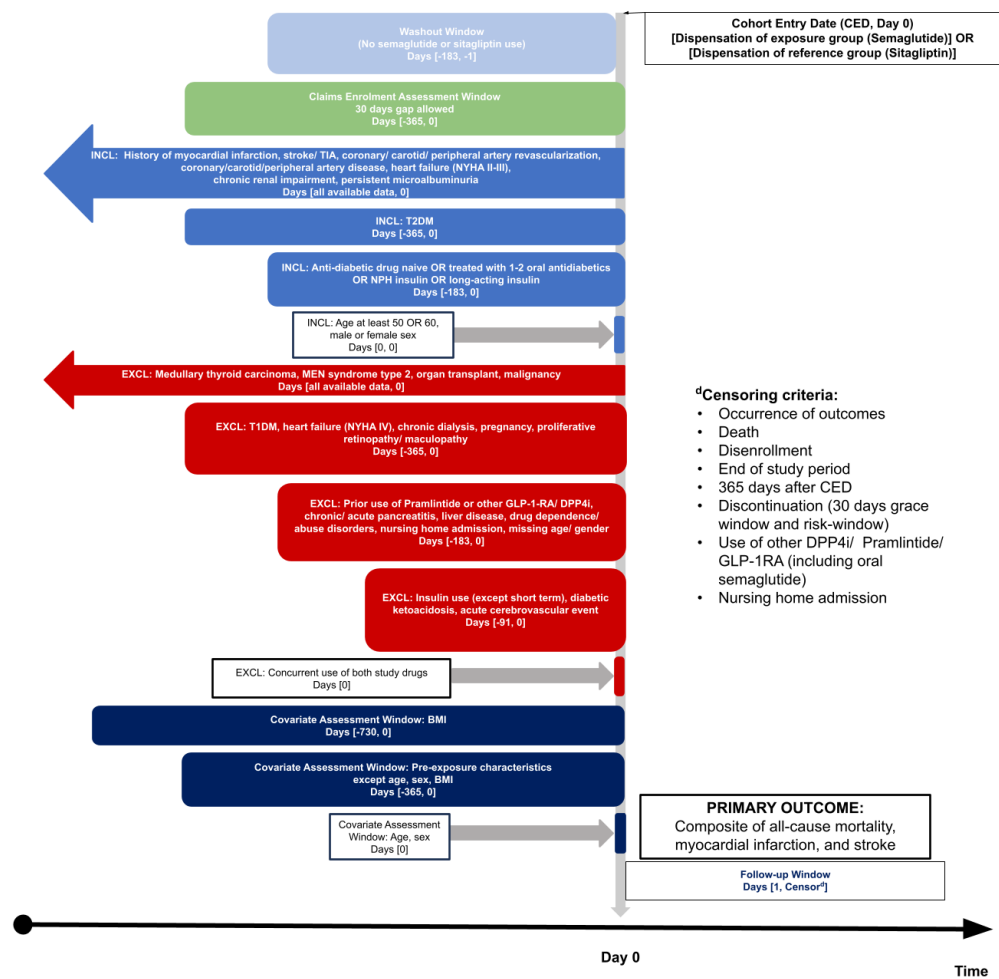 Washout Window
(No semaglutide or sitagliptin use)
Days [-183, -1]
Cohort Entry Date (CED, Day 0)
[Dispensation of exposure group (Semaglutide)] OR
[Dispensation of reference group (Sitagliptin)]
Claims Enrolment Assessment Window
30 days gap allowed
Days [-365, 0]
INCL: History of myocardial infarction, stroke/ TIA, coronary/ carotid/ peripheral artery revascularization,
coronary/carotid/peripheral artery disease, heart failure (NYHA II-III),
chronic renal impairment, persistent microalbuminuria
Days [all available data, 0]
INCL: T2DM
Days [-365, 0]
INCL: Anti-diabetic drug naive OR treated with 1-2 oral antidiabetics
OR NPH insulin OR long-acting insulin
Days [-183, 0]
INCL: Age at least 50 OR 60,
male or female sex
Days [0, 0]
EXCL: Medullary thyroid carcinoma, MEN syndrome type 2, organ transplant, malignancy
Days [all available data, 0]
EXCL: T1DM, heart failure (NYHA IV), chronic dialysis, pregnancy, proliferative
retinopathy/ maculopathy
Days [-365, 0]
EXCL: Prior use of Pramlintide or other GLP-1-RA/ DPP4i,
chronic/ acute pancreatitis, liver disease, drug dependence/
abuse disorders, nursing home admission, missing age/ gender
Days [-183, 0]
EXCL: Insulin use (except short term), diabetic
ketoacidosis, acute cerebrovascular event
Days [-91, 0]
EXCL: Concurrent use of both study drugs
Days [0]
Covariate Assessment Window: BMI
Days [-730, 0]
Covariate Assessment Window: Pre-exposure characteristics
except age, sex, BMI
Days [-365, 0]
Covariate Assessment
Window: Age, sex
Days [0]
dCensoring criteria:
• Occurrence of outcomes
• Death
• Disenrollment
• End of study period
• 365 days after CED
• Discontinuation (30 days grace
window and risk-window)
• Use of other DPP4i/ Pramlintide/
GLP-1RA (including oral
semaglutide)
• Nursing home admission
PRIMARY OUTCOME:
Composite of all-cause mortality,
myocardial infarction, and stroke
Follow-up Window
Days [1, Censord]
Day 0
Time